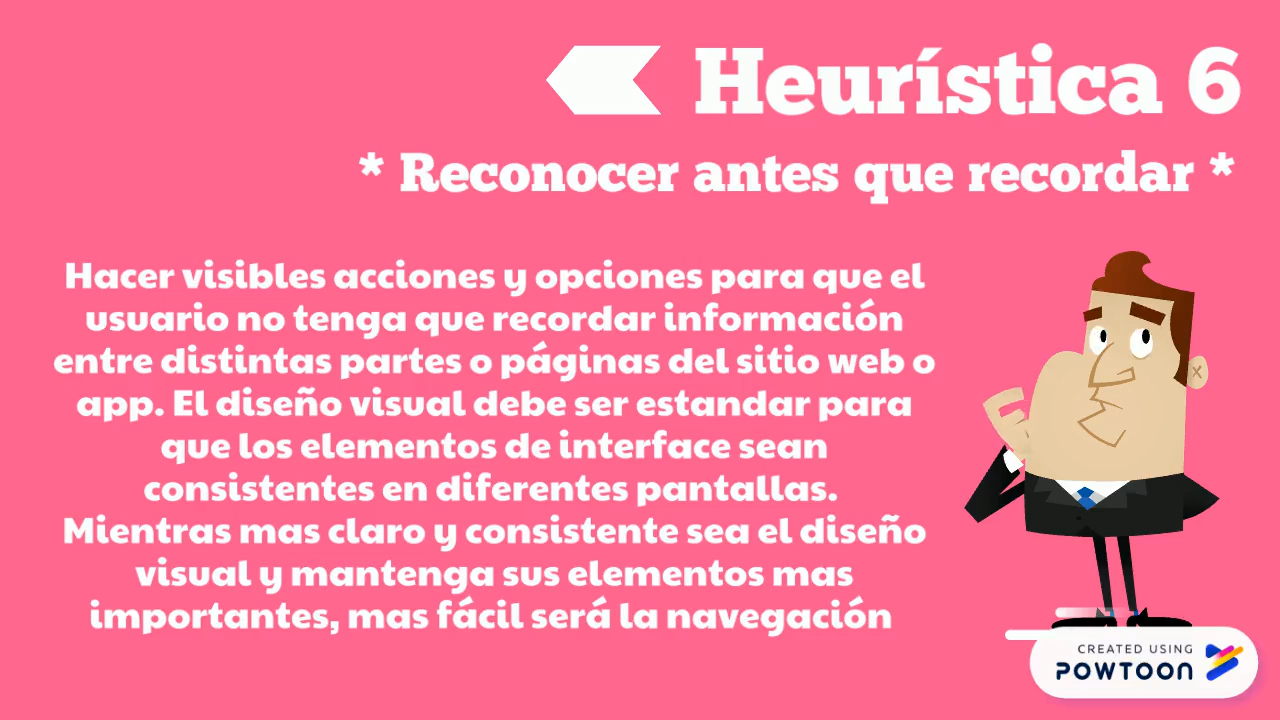 Heurística 6
* Reconocer antes que recordar *
Hacer visibles acciones y opciones para que el
usuario no tenga que recordar información
entre distintas partes o páginas del sitio web o
app. El diseño visual debe ser estandar para
que los elementos de interface sean
consistentes en diferentes pantallas.
Mientras mas claro y consistente sea el diseño
visual y mantenga sus elementos mas
importantes, mas fácil será la navegación
CREATED USING
POWTOON